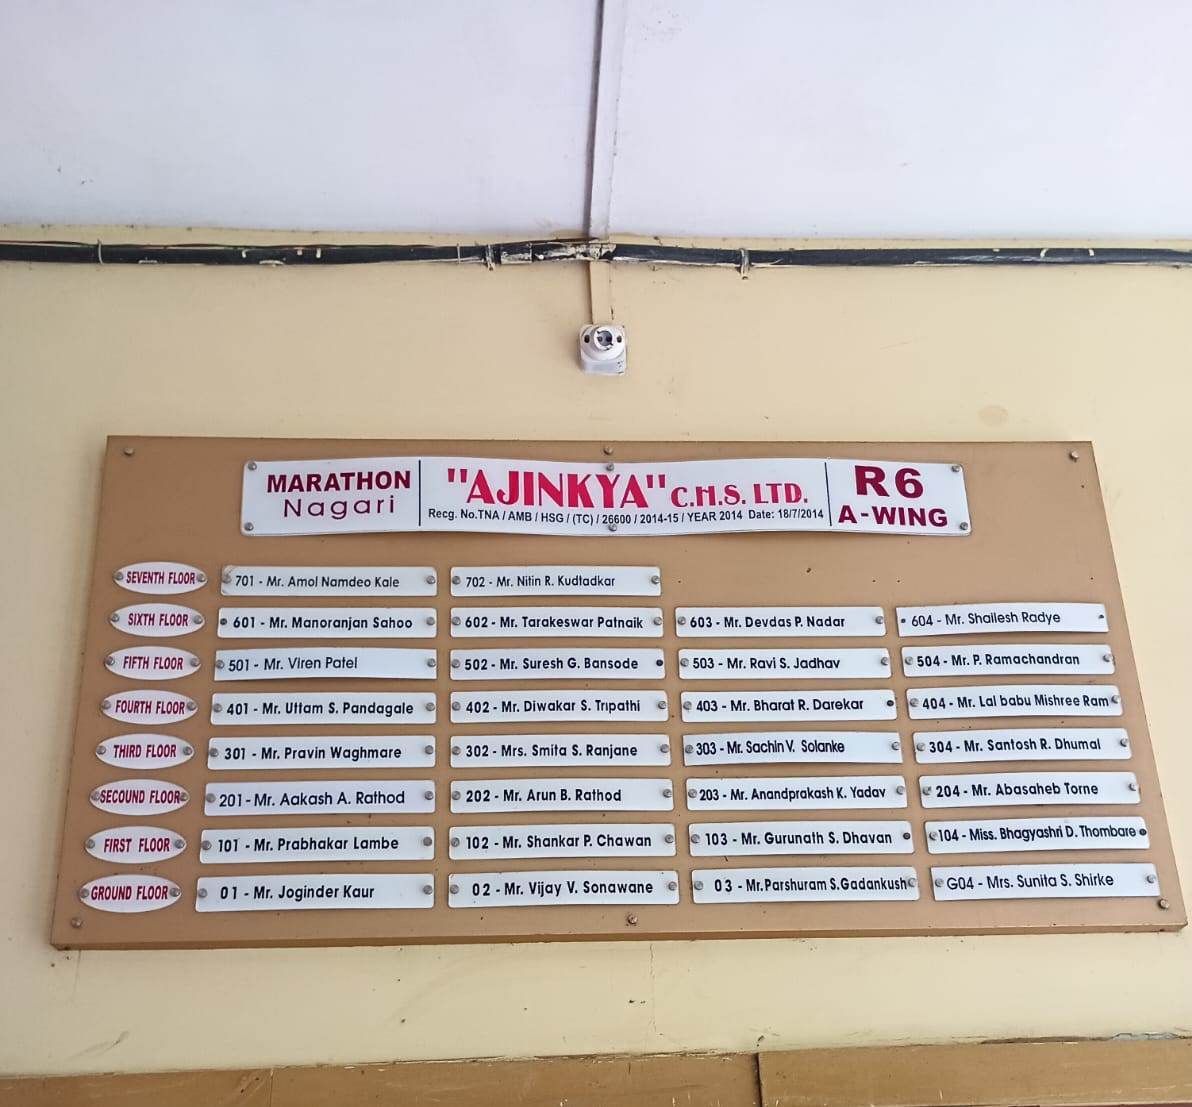 MARATHON
Nagari
"AJINKYA" C.H.S. LTD.
Recg. No.TNA / AMB / HSG / (TC) / 26600 / 2014-15 / YEAR 2014 Date: 18/7/2014
R6
A-WING
SEVENTH FLOOR 701 - Mr. Amol Namdeo Kale 702 - Mr. Nitin R. Kudtadkar
SIXTH FLOOR 601 - Mr. Manoranjan Sahoo 602 - Mr. Tarakeswar Patnaik 603 - Mr. Devdas P. Nadar 604 - Mr. Shailesh Radye
FIFTH FLOOR 501 - Mr. Viren Patel 502 - Mr. Suresh G. Bansode 503 - Mr. Ravi S. Jadhav 504 - Mr. P. Ramachandran
FOURTH FLOOR 401 - Mr. Uttam S. Pandagale 402 - Mr. Diwakar S. Tripathi 403 - Mr. Bharat R. Darekar 404 - Mr. Lal babu Mishree Ram
THIRD FLOOR 301 - Mr. Pravin Waghmare 302 - Mrs. Smita S. Ranjane 303 - Mr. Sachin V. Solanke 304 - Mr. Santosh R. Dhumal
SECOUND FLOOR 201 - Mr. Aakash A. Rathod 202 - Mr. Arun B. Rathod 203 - Mr. Anandprakash K. Yadav 204 - Mr. Abasaheb Torne
FIRST FLOOR 101 - Mr. Prabhakar Lambe 102 - Mr. Shankar P. Chawan 103 - Mr. Gurunath S. Dhavan 104 - Miss. Bhagyashri D. Thombare
GROUND FLOOR 01 - Mr. Joginder Kaur 02 - Mr. Vijay V. Sonawane 03 - Mr. Parshuram S. Gadankush G04 - Mrs. Sunita S. Shirke